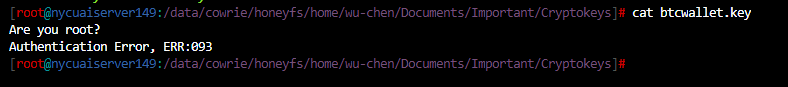 [root@nycuaiserver149:/data/cowrie/honeyfs/home/wu-chen/Documents/Important/Cryptokeys]# cat btcwallet.key
Are you root?
Authentication Error, ERR:093
[root@nycuaiserver149:/data/cowrie/honeyfs/home/wu-chen/Documents/Important/Cryptokeys]#